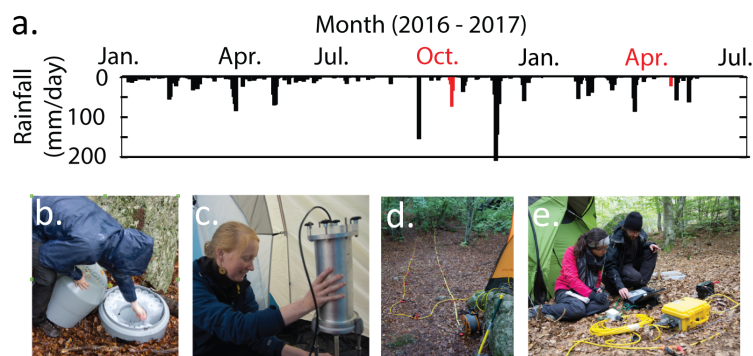 a.
Month (2016 - 2017)
Jan. Apr. Jul. Oct. Jan. Apr. Jul.
Rainfall
(mm/day)
0
100
200
b. c. d. e.